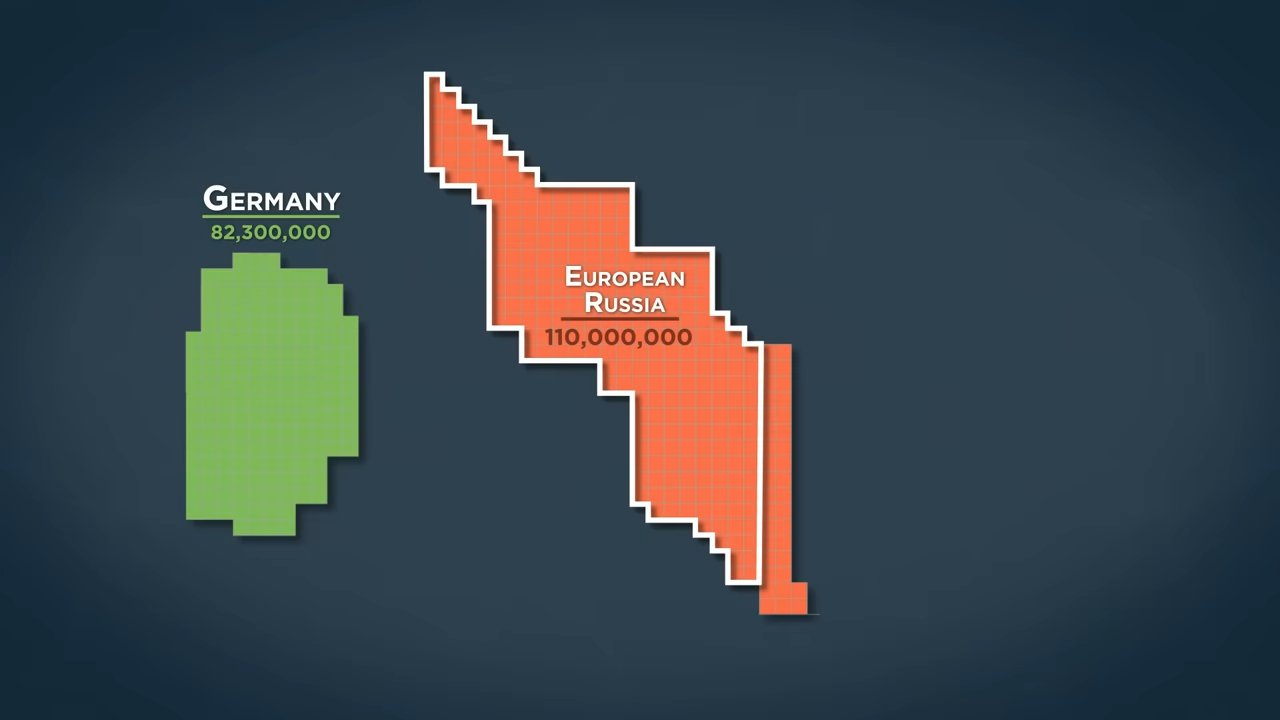 GERMANY
82,300,000
EUROPEAN
RUSSIA
110,000,000